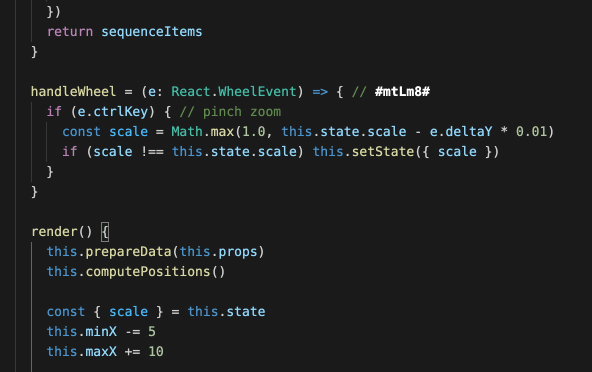 })
return sequenceItems
}
handleWheel = (e: React.WheelEvent) => { // #mtLm8#
if (e.ctrlKey) { // pinch zoom
const scale = Math.max(1.0, this.state.scale - e.deltaY * 0.01)
if (scale !== this.state.scale) this.setState({ scale })
}
}
render() {
this.prepareData(this.props)
this.computePositions()
const { scale } = this.state
this.minX -= 5
this.maxX += 10